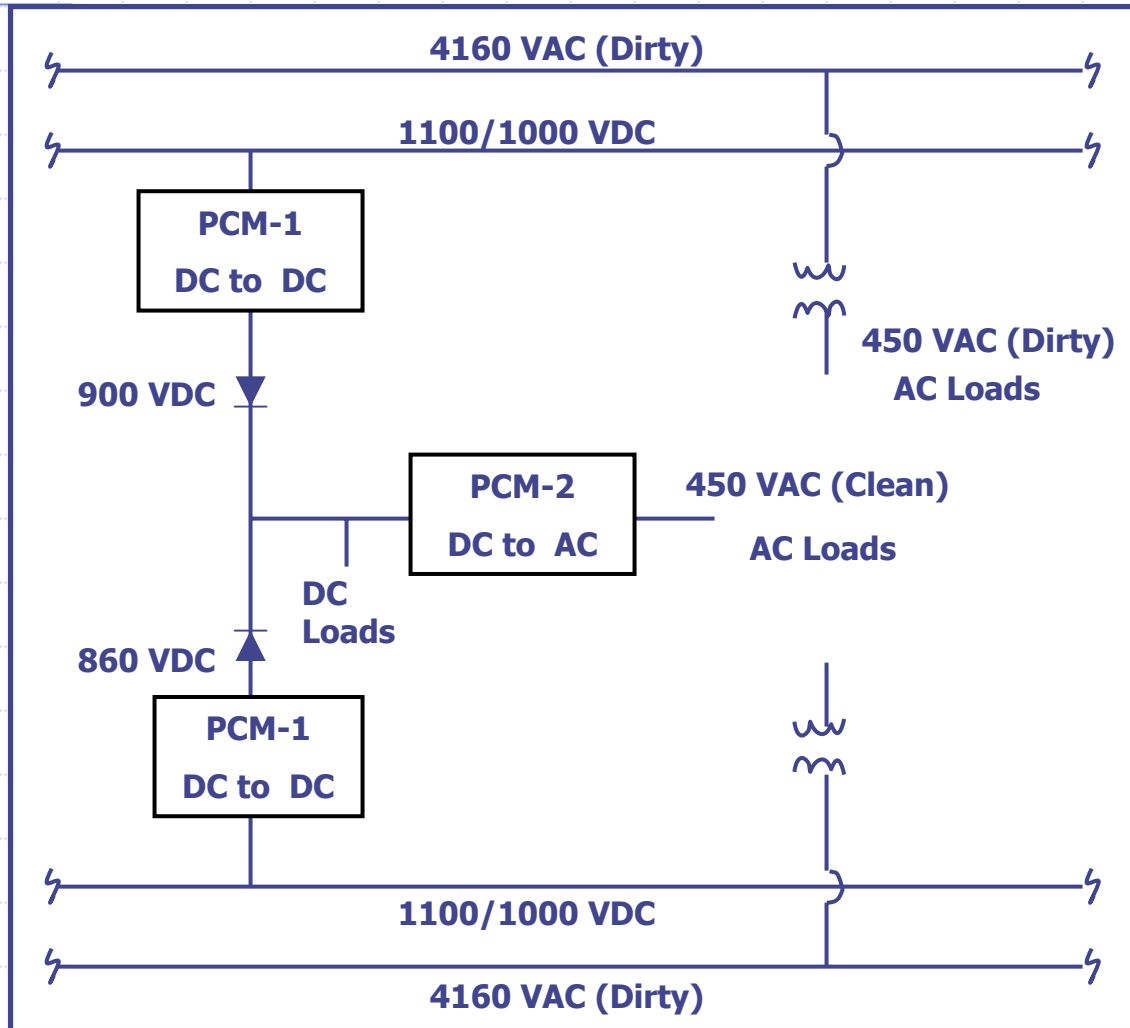 4160 VAC (Dirty)
1100/1000 VDC
PCM-1
DC to DC
450 VAC (Dirty)
AC Loads
900 VDC
PCM-2
DC to AC
450 VAC (Clean)
AC Loads
DC
Loads
860 VDC
PCM-1
DC to DC
1100/1000 VDC
4160 VAC (Dirty)